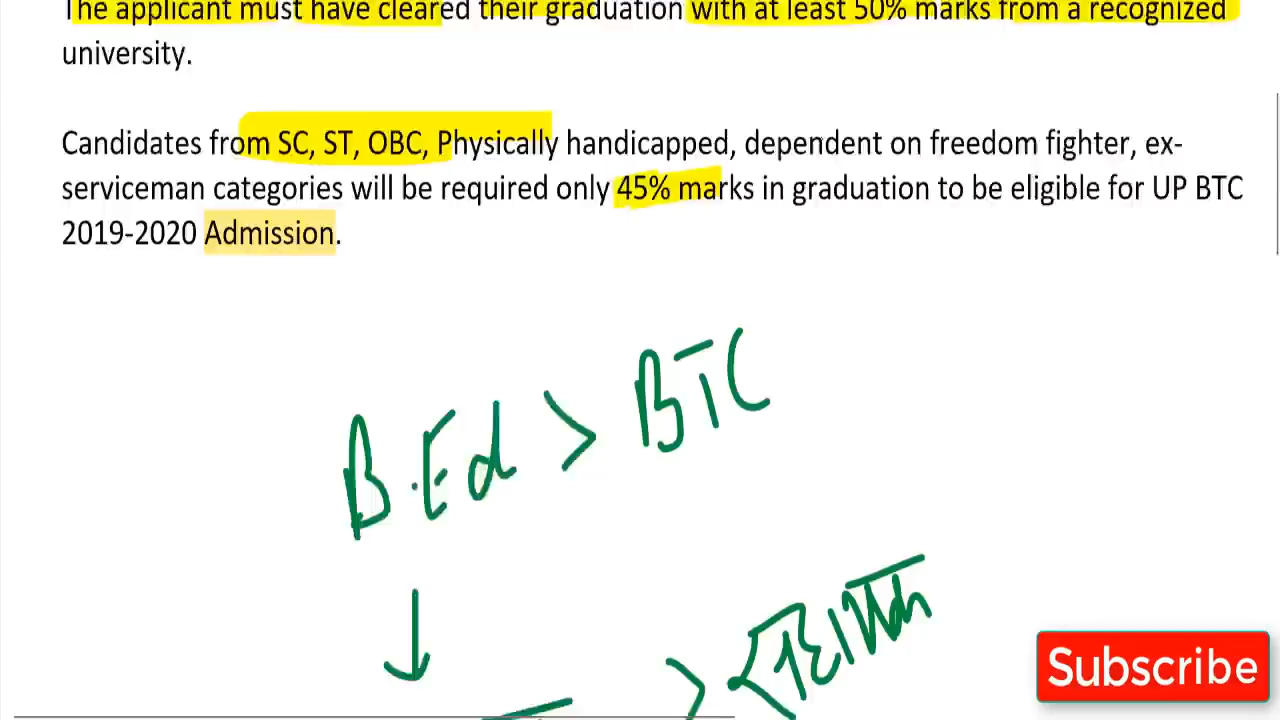 The applicant must have cleared their graduation with at least 50% marks from a recognized
university.
Candidates from SC, ST, OBC, Physically handicapped, dependent on freedom fighter, ex-
serviceman categories will be required only 45% marks in graduation to be eligible for UP BTC
2019-2020 Admission.
B.Ed > BTC
>
Subscribe